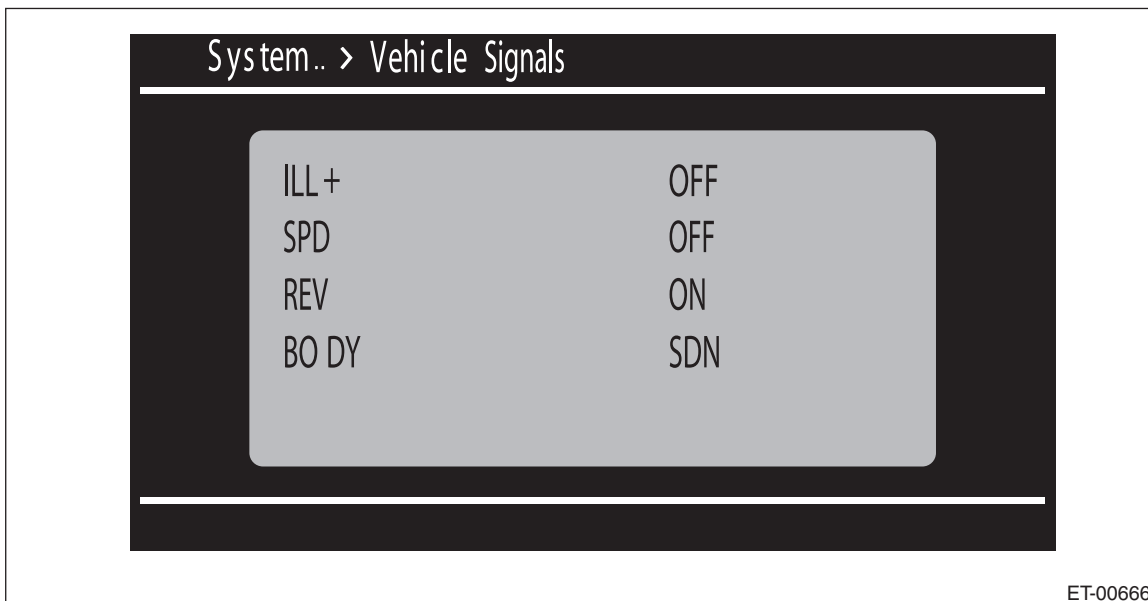 System.. > Vehicle Signals
ILL+ OFF
SPD OFF
REV ON
BO DY SDN
ET-00666